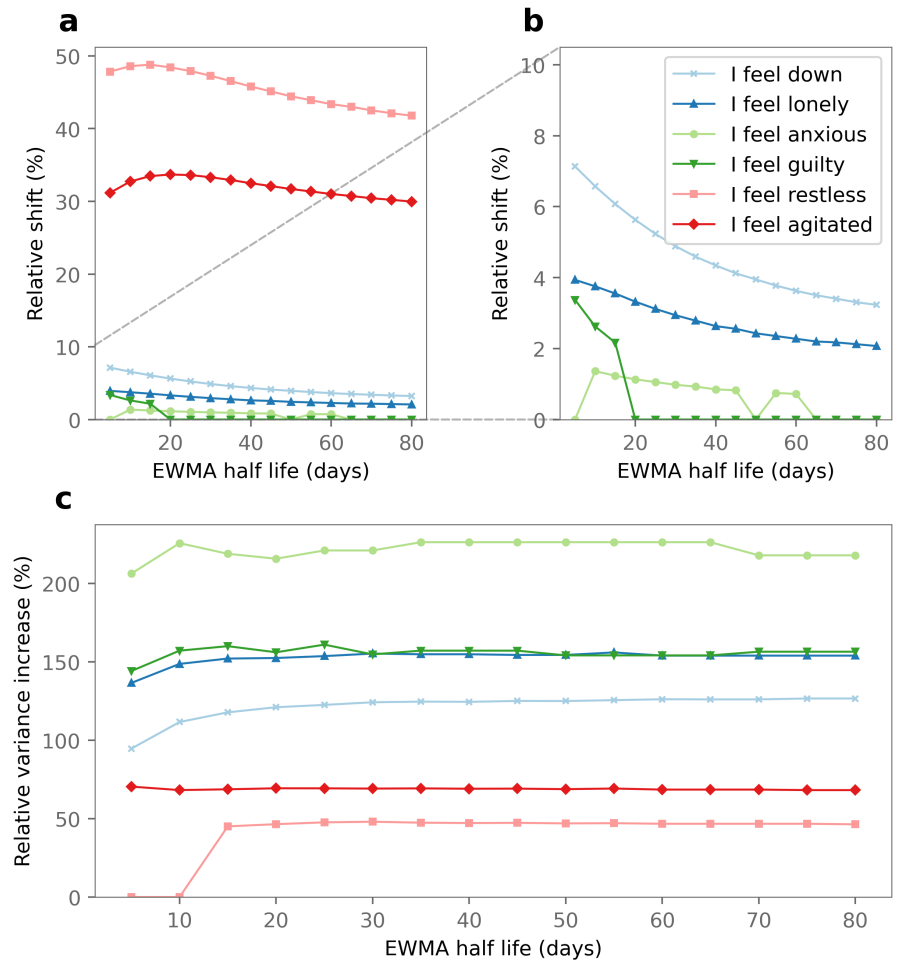 a
50
40
30
20
10
0
Relative shift (%)
20
40
60
80
EWMA half life (days)
b
10
8
6
4
2
0
Relative shift (%)
I feel down
I feel lonely
I feel anxious
I feel guilty
I feel restless
I feel agitated
20
40
60
80
EWMA half life (days)
c
200
150
100
50
0
Relative variance increase (%)
10
20
30
40
50
60
70
80
EWMA half life (days)